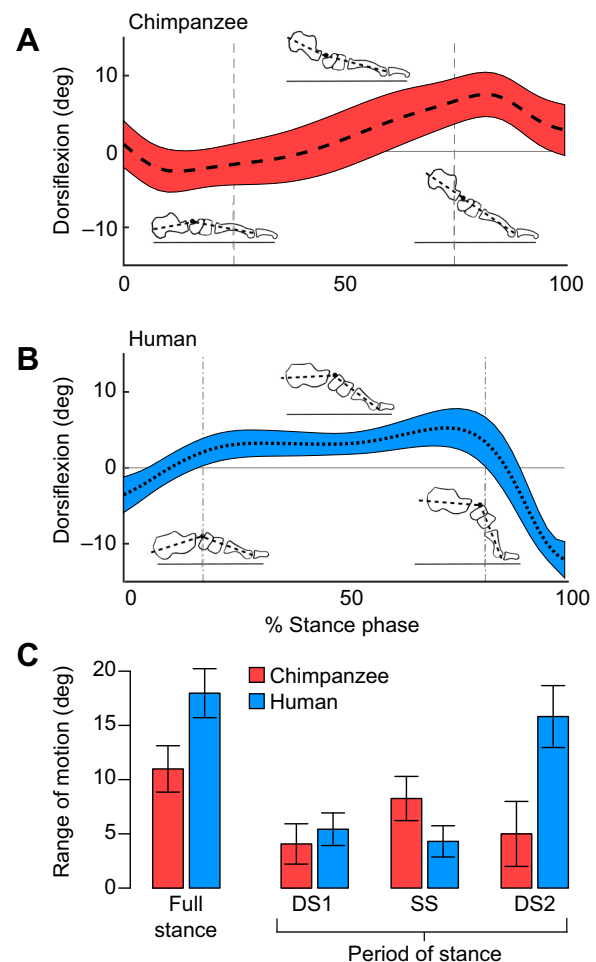 A
Chimpanzee
Dorsiflexion (deg)
10
0
–10
0
50
100
B
Human
Dorsiflexion (deg)
10
0
–10
0
50
100
% Stance phase
C
Range of motion (deg)
20
15
10
5
0
Chimpanzee
Human
Full
stance
DS1
SS
DS2
Period of stance